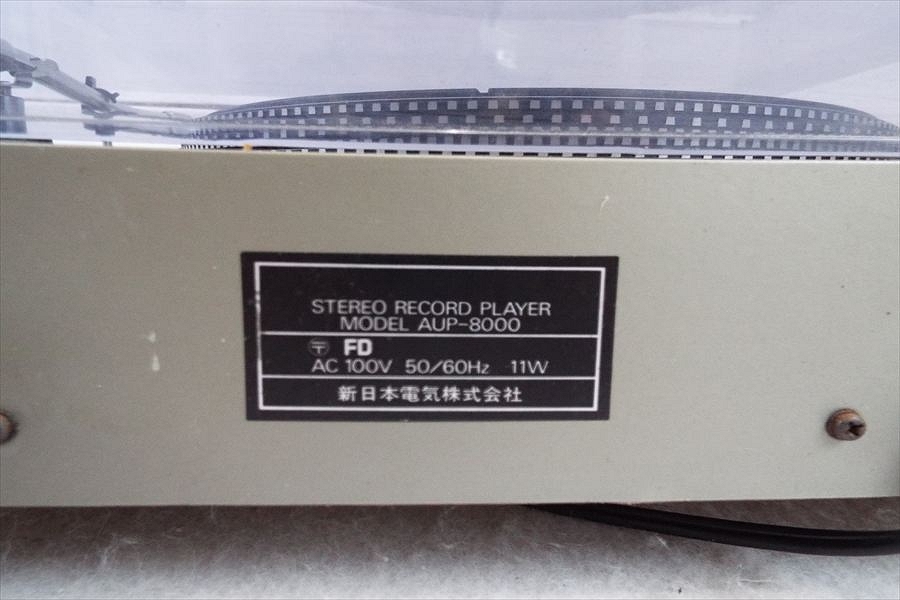 STEREO RECORD PLAYER
MODEL AUP-8000
〶 FD
AC 100V 50/60Hz 11W
新日本電気株式会社